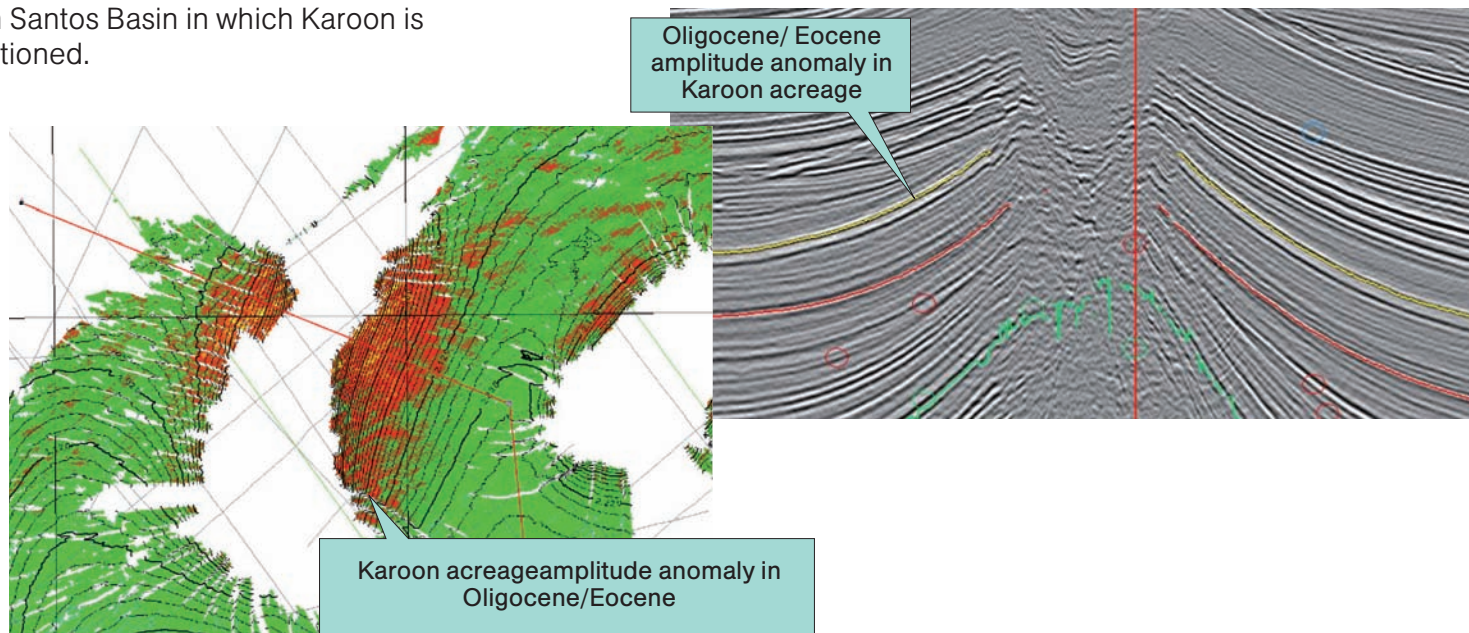 Santos Basin in which Karoon is
tioned.
Oligocene/ Eocene
amplitude anomaly in
Karoon acreage
Karoon acreageamplitude anomaly in
Oligocene/Eocene